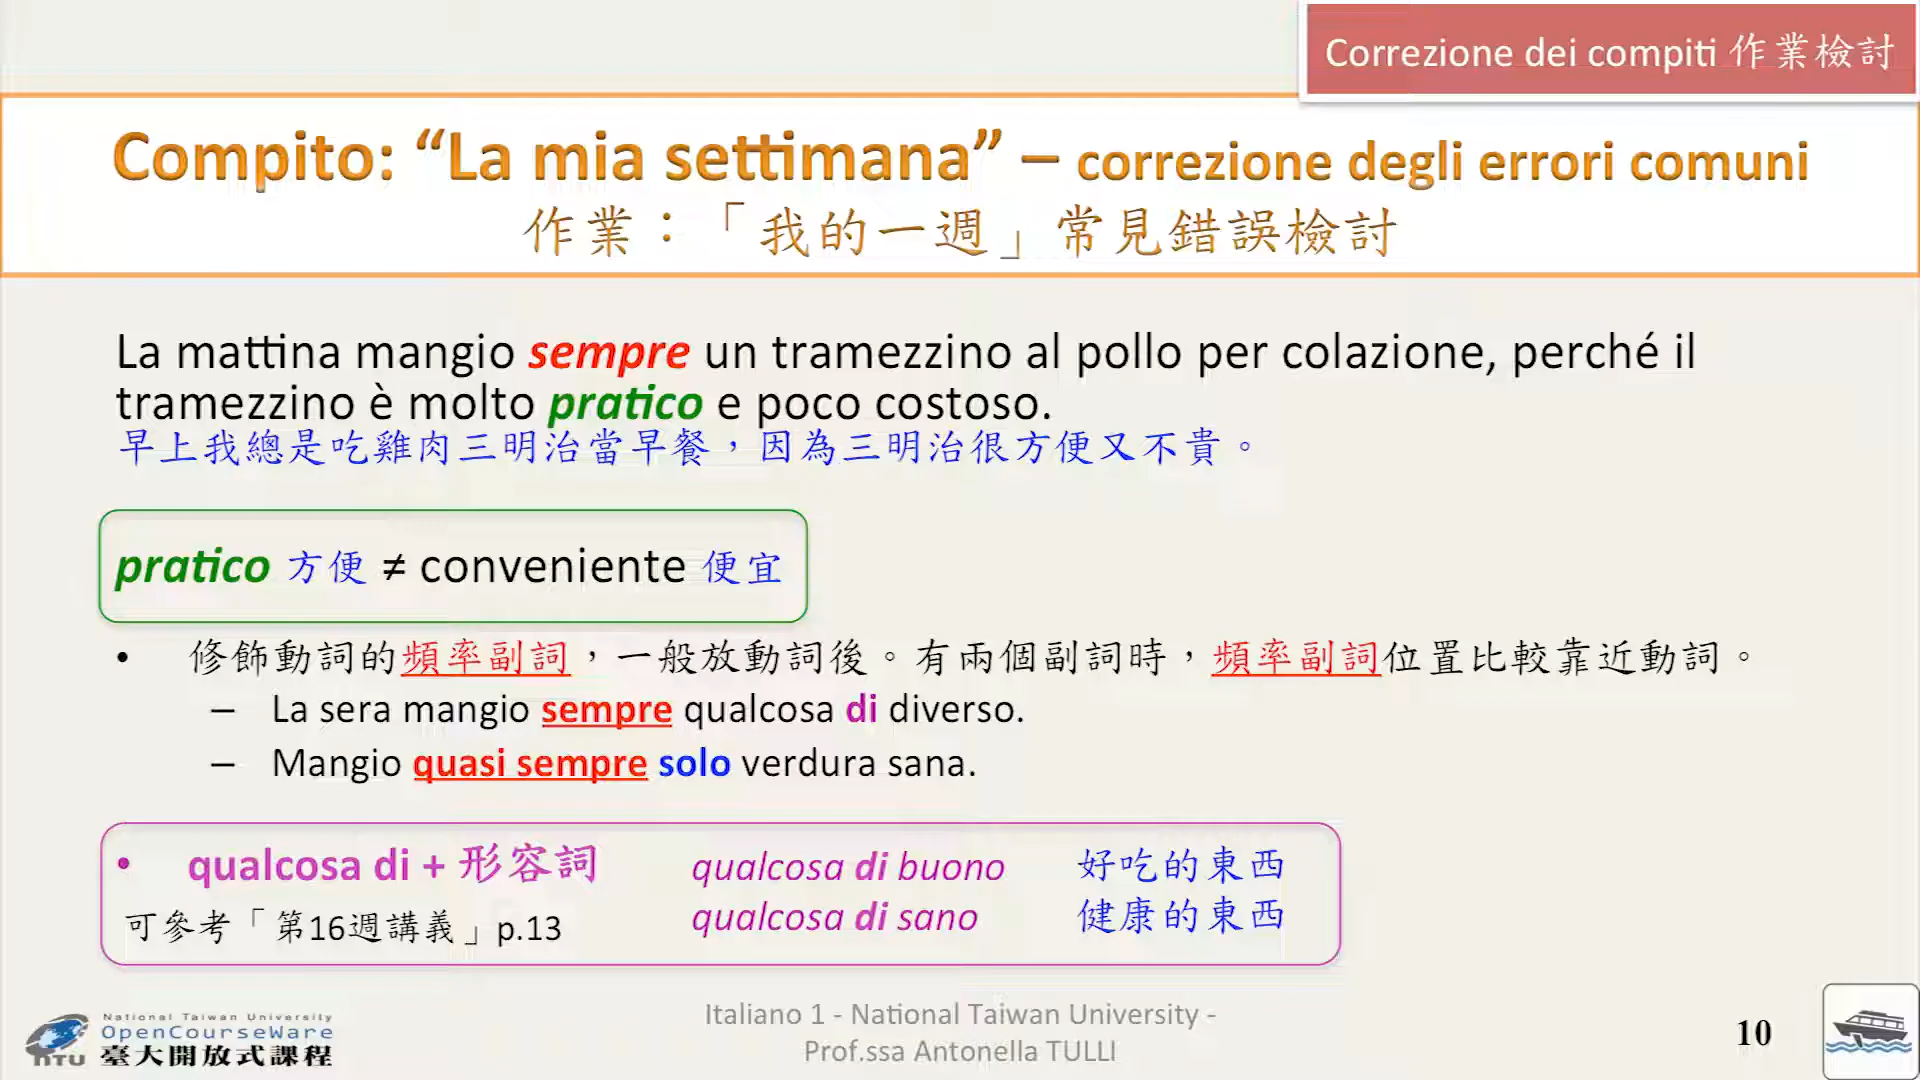 Correzione dei compiti 作業檢討
Compito: “La mia settimana” – correzione degli errori comuni
作業：「我的一週」常見錯誤檢討
La mattina mangio sempre un tramezzino al pollo per colazione, perché il
tramezzino è molto pratico e poco costoso.
早上我總是吃雞肉三明治當早餐，因為三明治很方便又不貴。
pratico 方便 ≠ conveniente 便宜
• 修飾動詞的頻率副詞，一般放動詞後。有兩個副詞時，頻率副詞位置比較靠近動詞。
– La sera mangio sempre qualcosa di diverso.
– Mangio quasi sempre solo verdura sana.
• qualcosa di + 形容詞
可參考「第16週講義」p.13
qualcosa di buono 好吃的東西
qualcosa di sano 健康的東西
National Taiwan University
OpenCourseWare
NTU 臺大開放式課程
Italiano 1 - National Taiwan University -
Prof.ssa Antonella TULLI
10